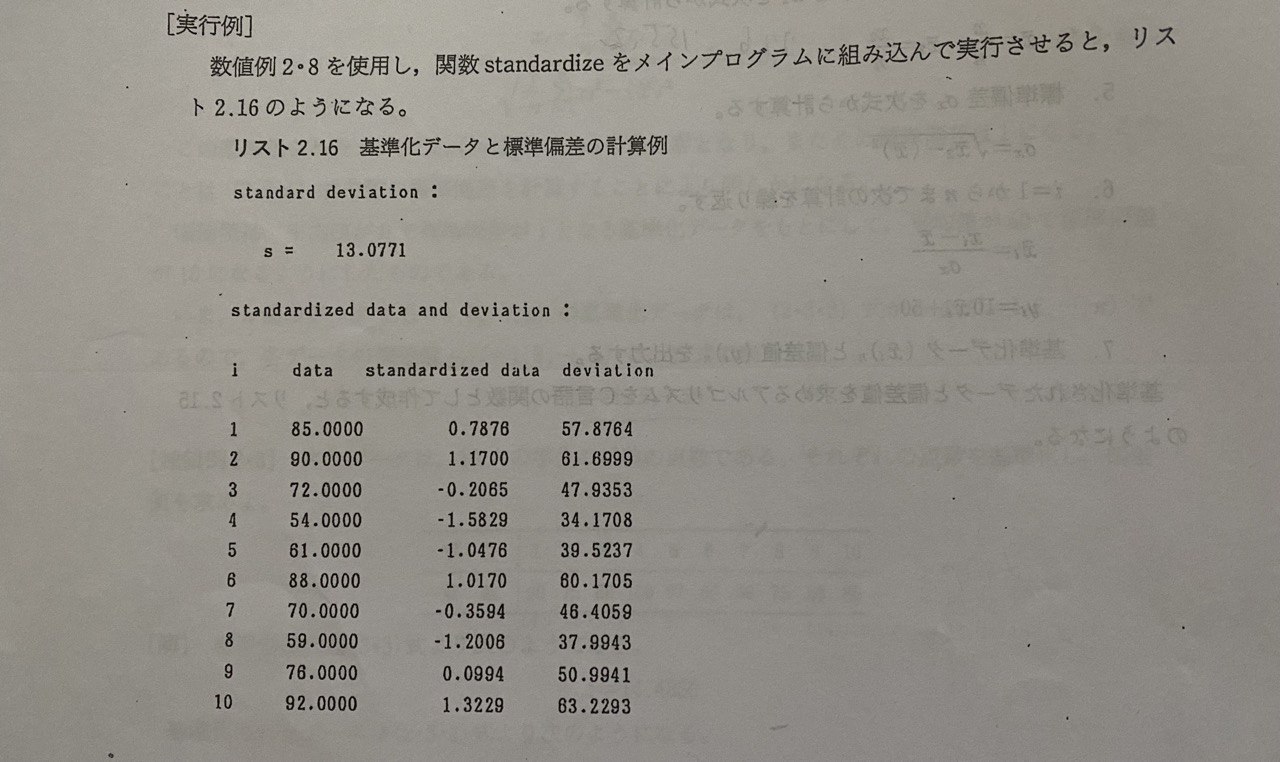 ［実行例］
数値例2・8を使用し，関数 standardize をメインプログラムに組み込んで実行させると，リス
ト 2.16 のようになる。
リスト 2.16　基準化データと標準偏差の計算例
standard deviation :
s =    13.0771
standardized data and deviation :
i    data    standardized data    deviation
1    85.0000    0.7876    57.8764
2    90.0000    1.1700    61.6999
3    72.0000    -0.2065    47.9353
4    54.0000    -1.5829    34.1708
5    61.0000    -1.0476    39.5237
6    88.0000    1.0170    60.1705
7    70.0000    -0.3594    46.4059
8    59.0000    -1.2006    37.9943
9    76.0000    0.0994    50.9941
10    92.0000    1.3229    63.2293